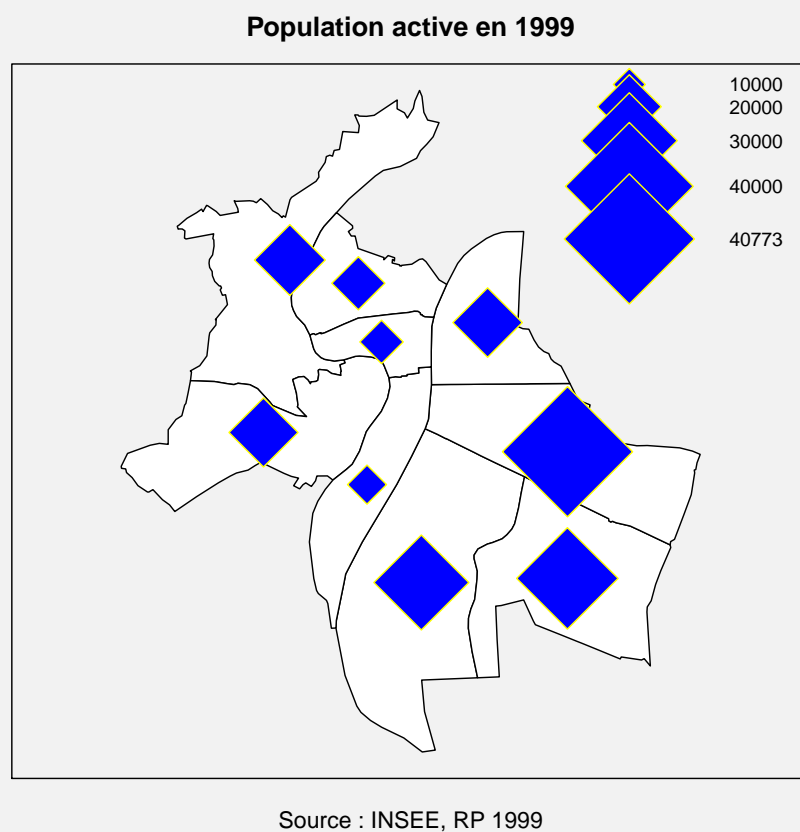 Population active en 1999
10000
20000
30000
40000
40773
Source : INSEE, RP 1999